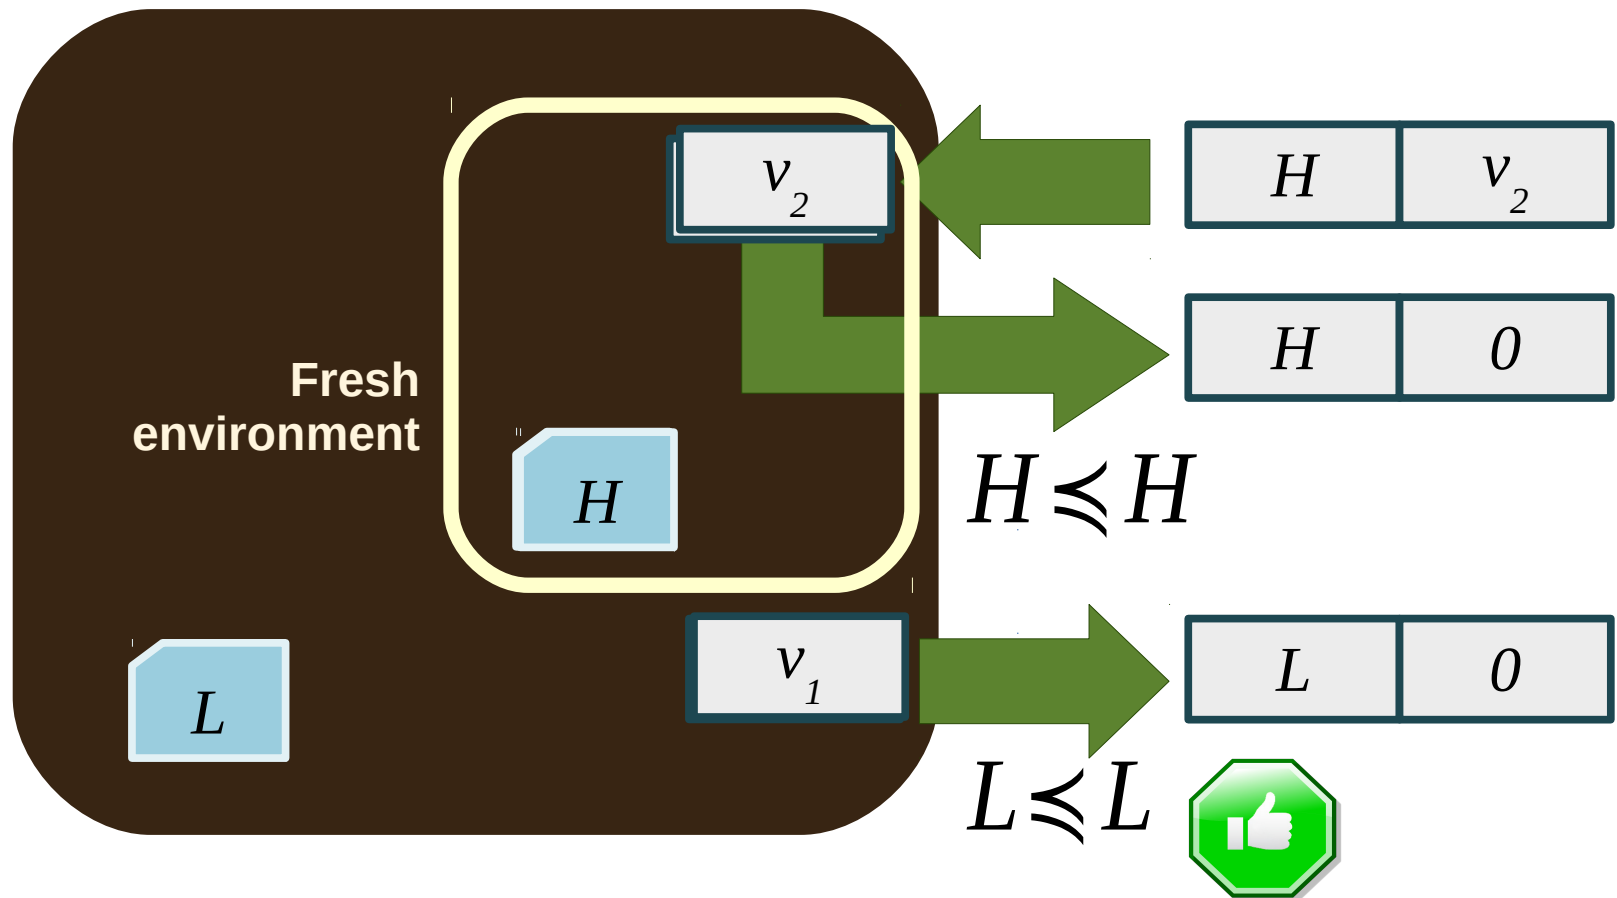 v2
H v2
H 0
Fresh
environment
H
H≼H
v1
L 0
L
L≼L